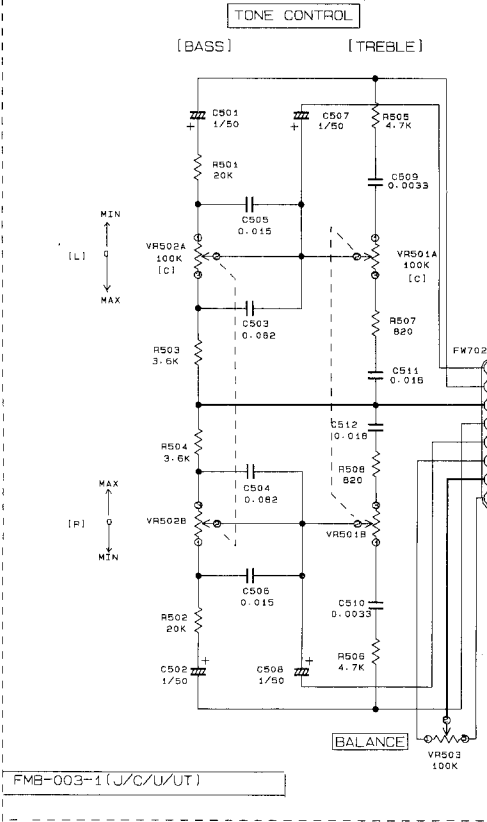 TONE CONTROL
[BASS] [TREBLE]
C501
1/50
C507
1/50
R505
4.7K
R501
20K
C509
0.0033
C505
0.015
MIN
[L]
MAX
VR502A
100K
[C]
VR501A
100K
[C]
C503
0.082
R507
820
R503
3.6K
FW702
C511
0.018
C512
0.018
R504
3.6K
R508
820
MAX
[R]
MIN
C504
0.082
VR502B
VR501B
C506
0.015
C510
0.0033
R502
20K
R506
4.7K
C502
1/50
C508
1/50
BALANCE
VR503
100K
FMB-003-1(J/C/U/UT)